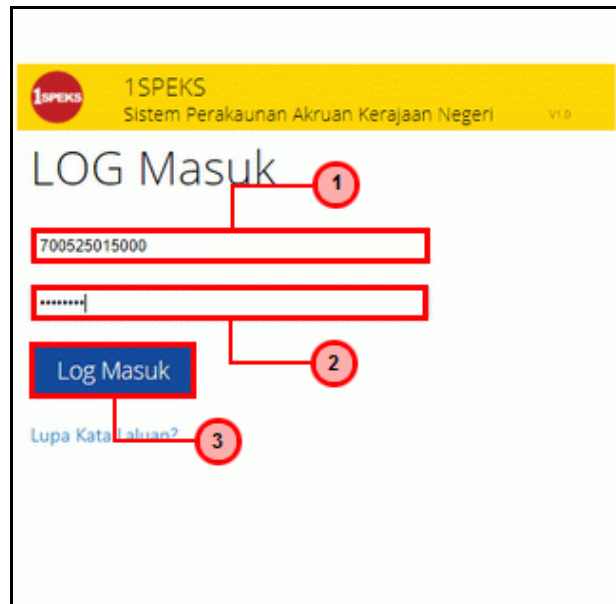 1SPEKS
1SPEKS
Sistem Perakaunan Akruan Kerajaan Negeri V1.0
LOG Masuk
1
700525015000
••••••••
2
Log Masuk
Lupa Kata Laluan?
3